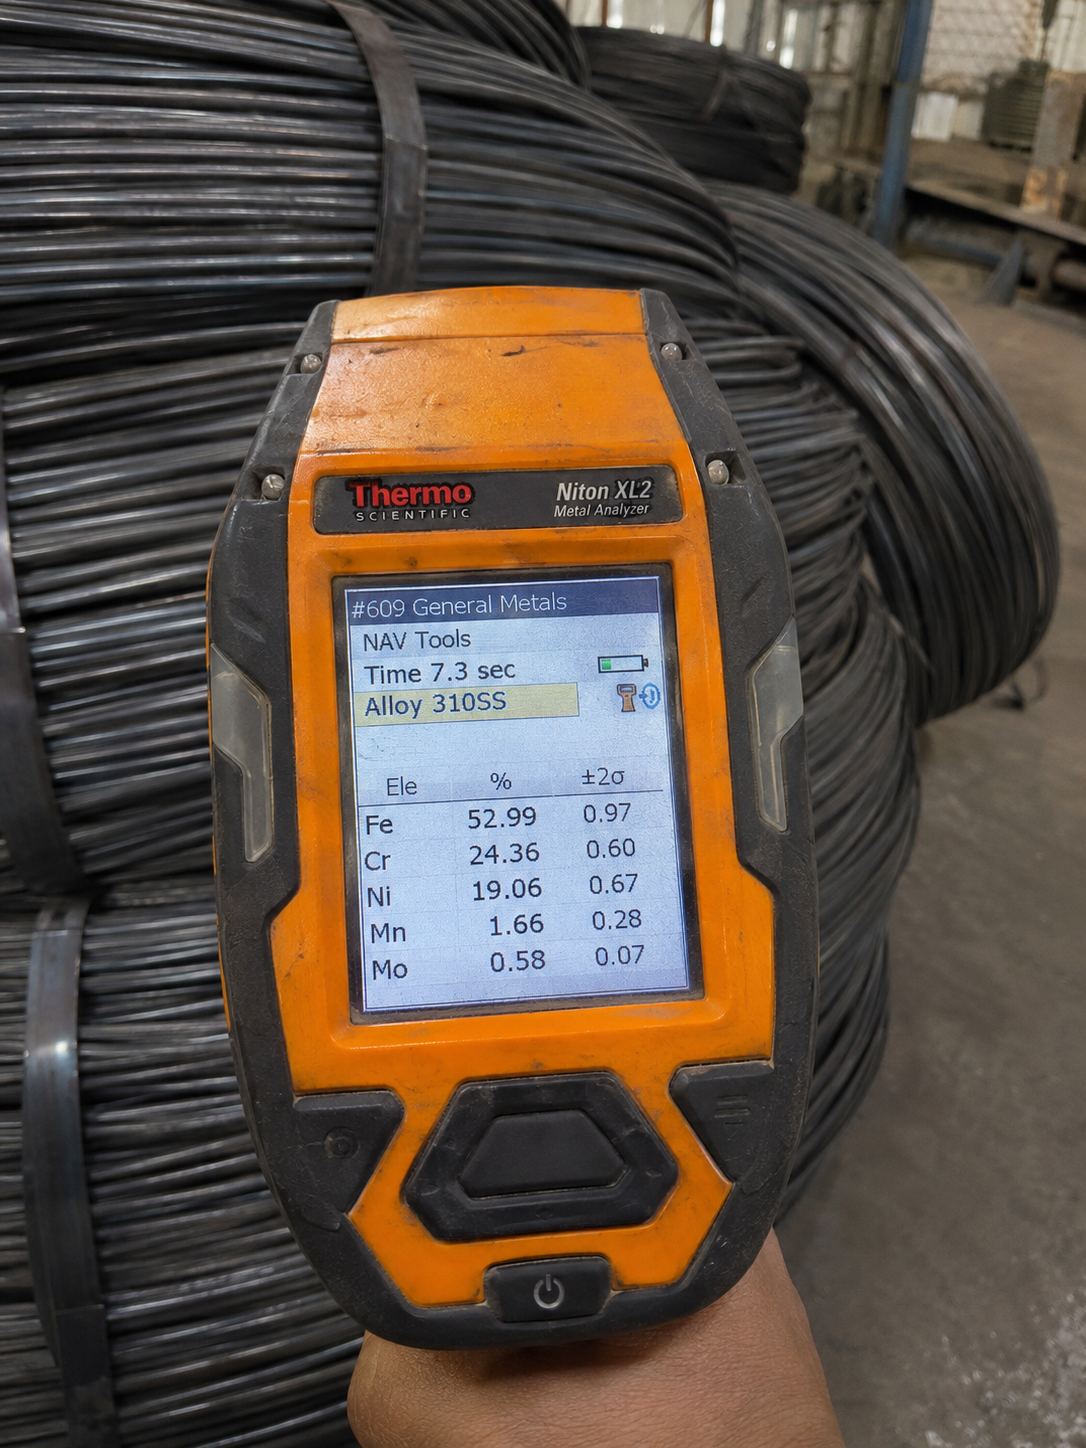 Thermo
SCIENTIFIC
Niton XL2
Metal Analyzer
#609 General Metals
NAV Tools
Time 7.3 sec
Alloy 310SS
Ele % ±2σ
Fe 52.99 0.97
Cr 24.36 0.60
Ni 19.06 0.67
Mn 1.66 0.28
Mo 0.58 0.07